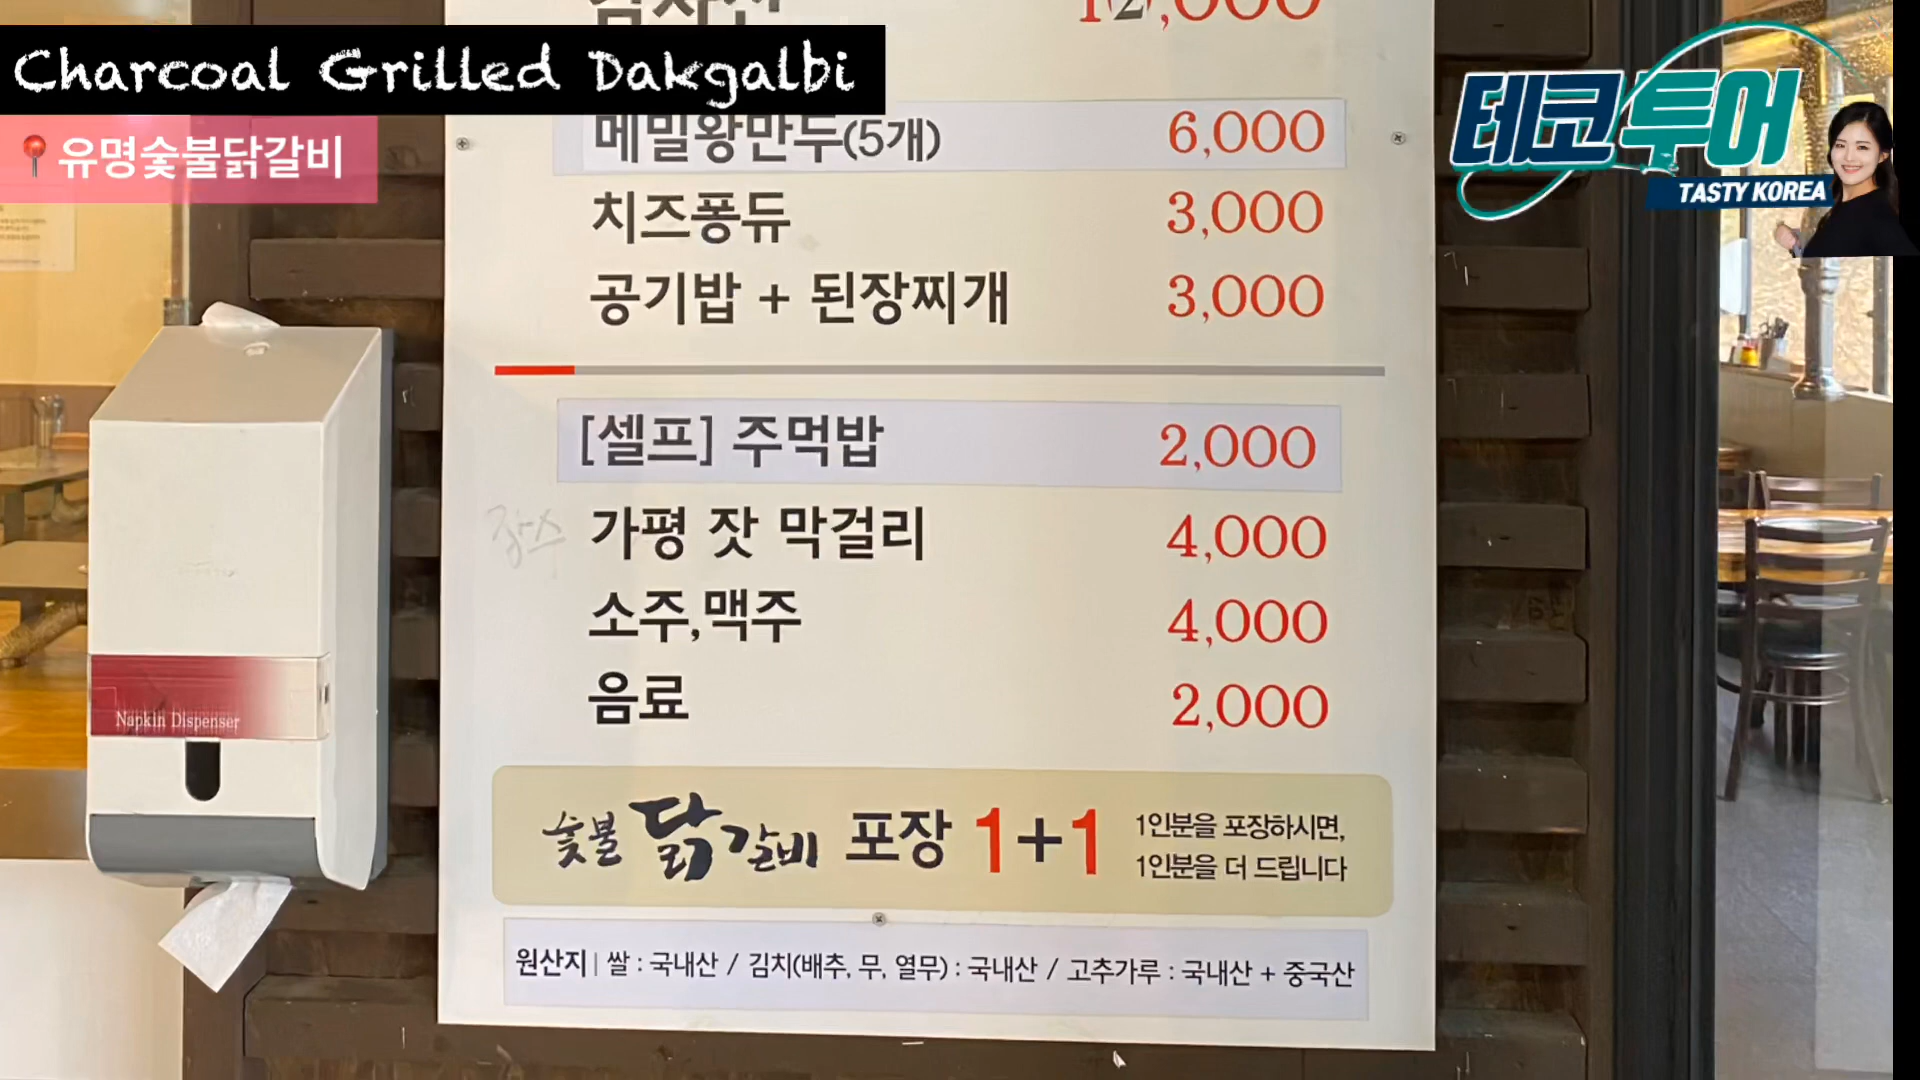 Charcoal Grilled Dakgalbi
유명숯불닭갈비
테코투어
TASTY KOREA
메밀왕만두(5개) 6,000
치즈퐁듀 3,000
공기밥 + 된장찌개 3,000
[셀프] 주먹밥 2,000
가평 잣 막걸리 4,000
소주,맥주 4,000
음료 2,000
Napkin Dispenser
숯불 닭갈비 포장 1+1
1인분을 포장하시면,
1인분을 더 드립니다
원산지 | 쌀 : 국내산 / 김치(배추, 무, 열무) : 국내산 / 고추가루 : 국내산 + 중국산